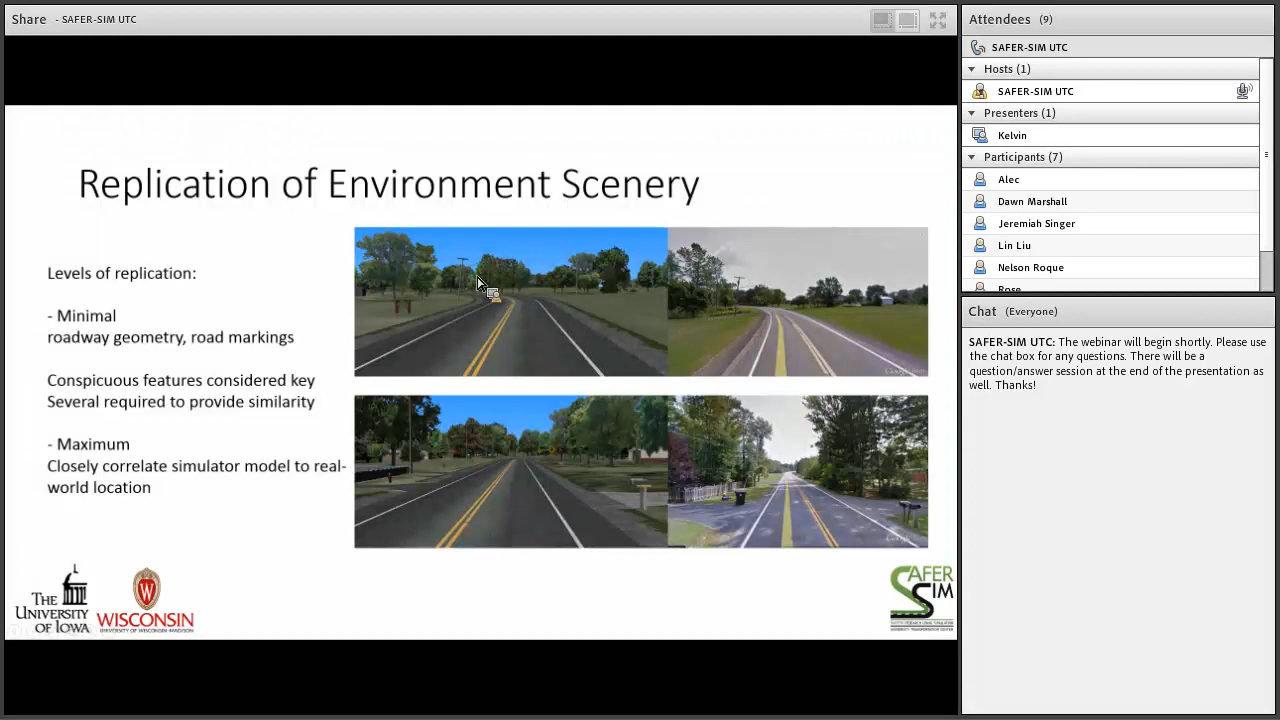 Share - SAFER-SIM UTC
Replication of Environment Scenery
Levels of replication:
- Minimal
roadway geometry, road markings
Conspicuous features considered key
Several required to provide similarity
- Maximum
Closely correlate simulator model to real-
world location
THE
UNIVERSITY
OF IOWA
W
WISCONSIN
UNIVERSITY OF WISCONSIN-MADISON
SAFER
SIM
Attendees (9)
SAFER-SIM UTC
Hosts (1)
SAFER-SIM UTC
Presenters (1)
Kelvin
Participants (7)
Alec
Dawn Marshall
Jeremiah Singer
Lin Liu
Nelson Roque
Rose
Chat (Everyone)
SAFER-SIM UTC: The webinar will begin shortly. Please use
the chat box for any questions. There will be a
question/answer session at the end of the presentation as
well. Thanks!